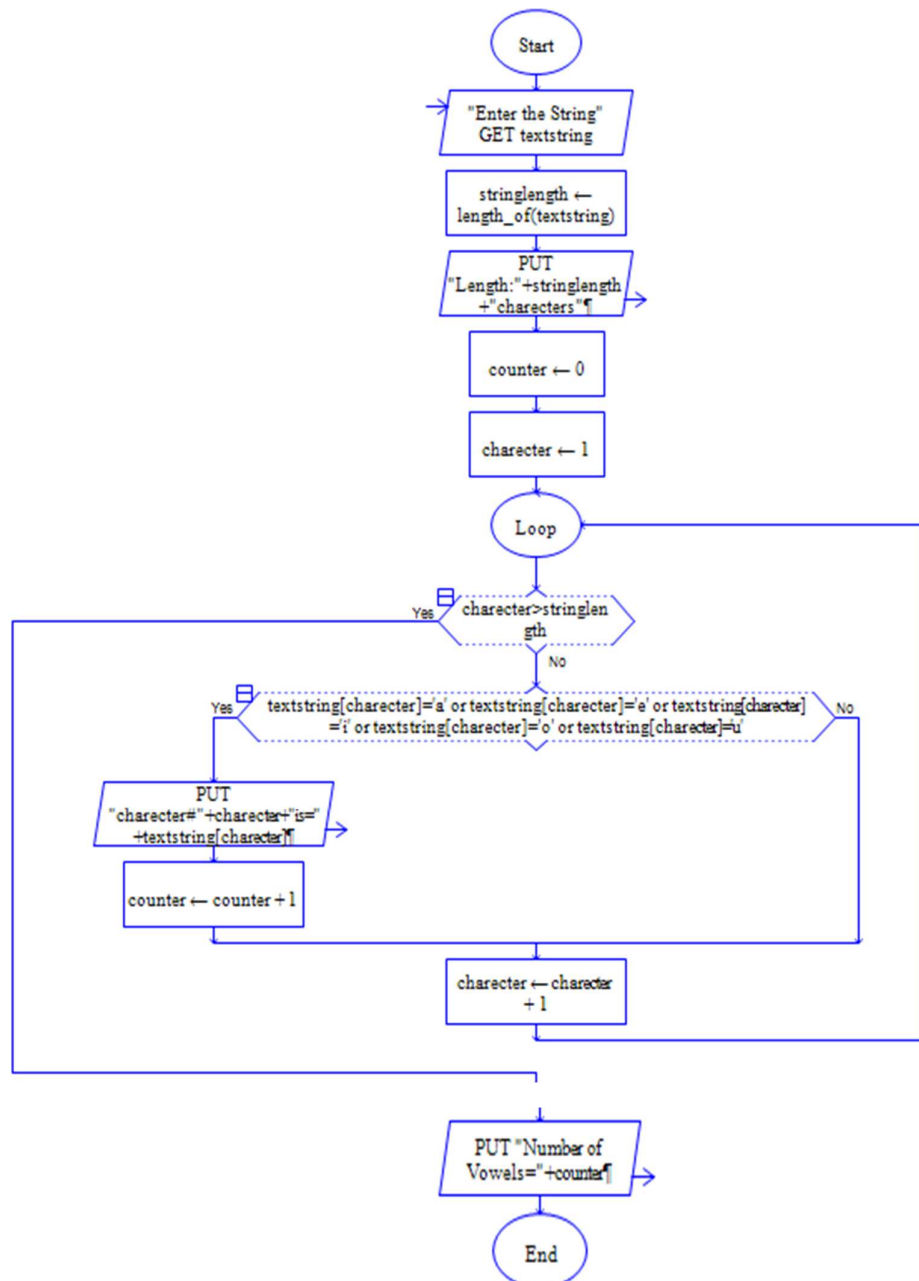 Start
"Enter the String"
GET textstring
stringlength ←
length_of(textstring)
PUT
"Length:"+stringlength
+"charecters"¶
counter ← 0
charecter ← 1
Loop
Yes
charecter>stringlen
gth
No
Yes
textstring[charecter]='a' or textstring[charecter]='e' or textstring[charecter]
='i' or textstring[charecter]='o' or textstring[charecter]='u'
No
PUT
"charecter#"+charecter+"is="
+textstring[charecter]¶
counter ← counter + 1
charecter ← charecter
+ 1
PUT "Number of
Vowels="+counter¶
End